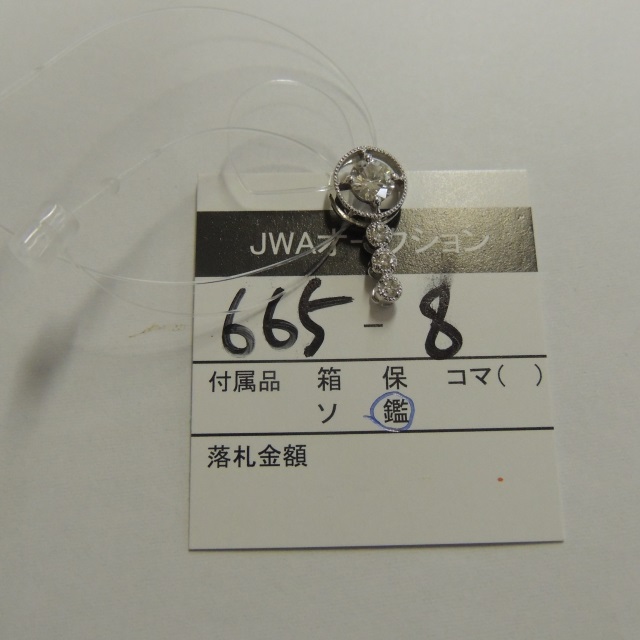 JWAオークション
665-8
付属品 箱 保 コマ( )
ソ 鑑
落札金額